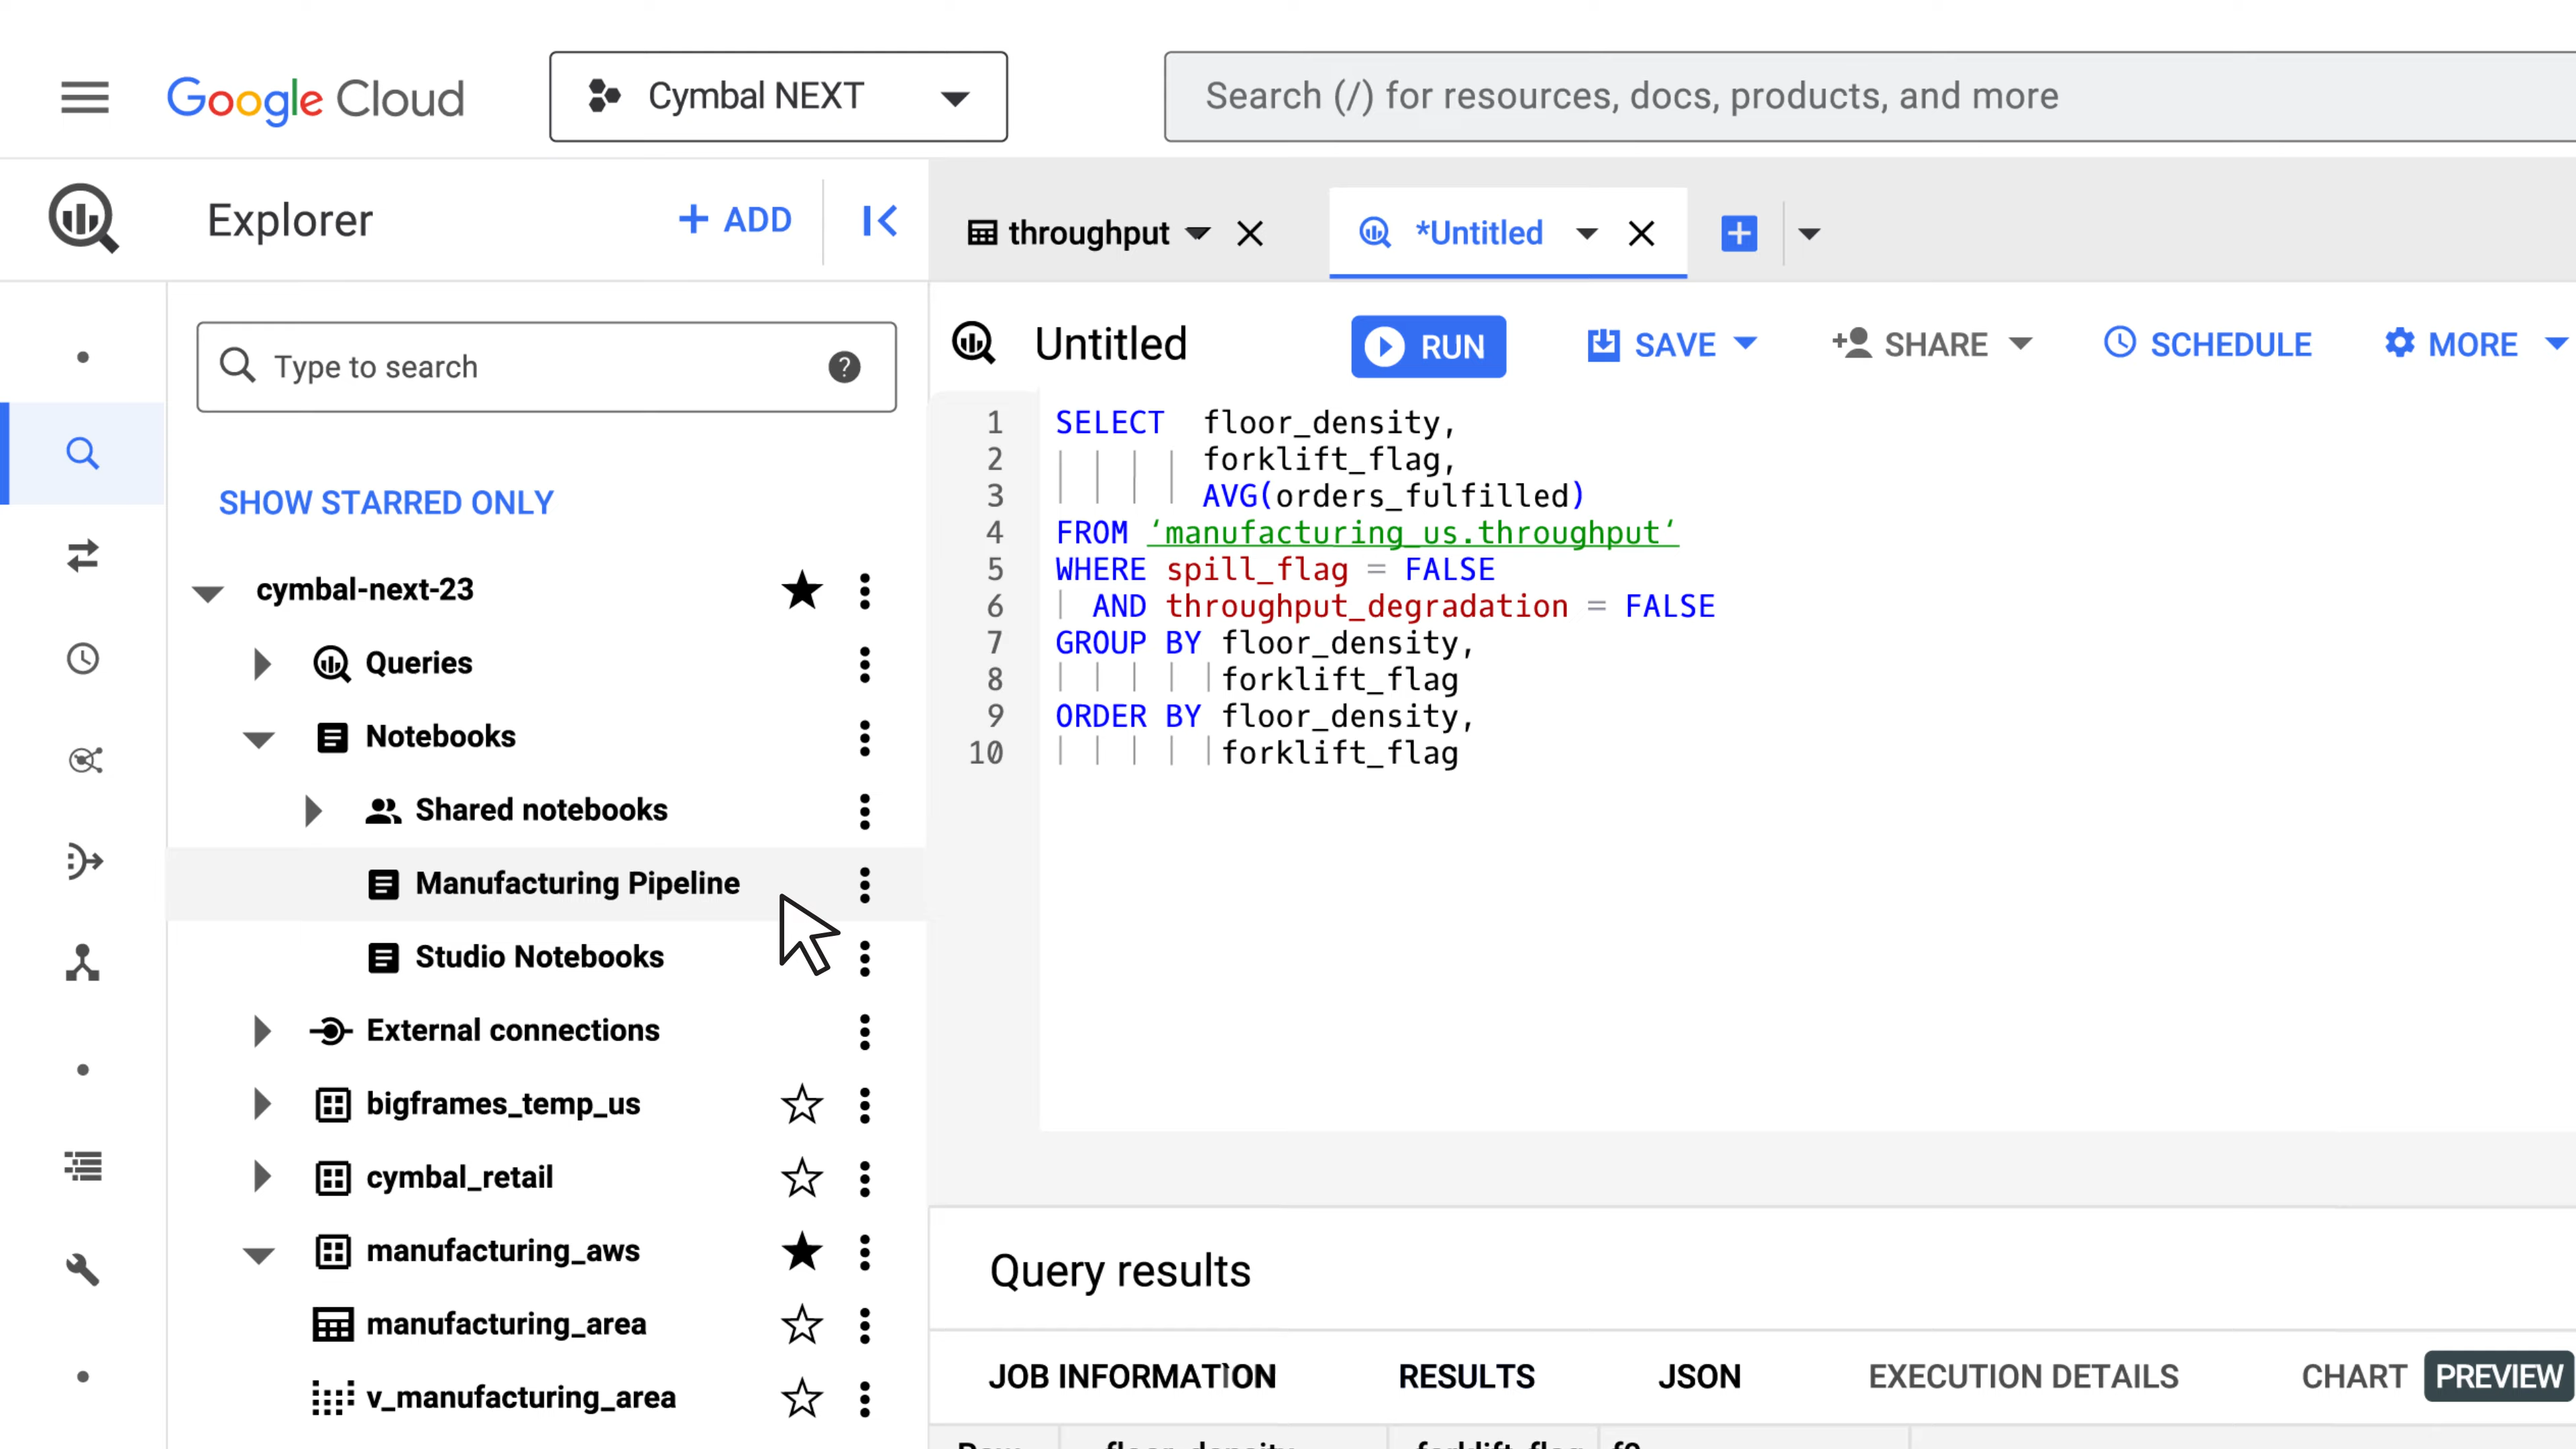 Google Cloud
Cymbal NEXT
Search (/) for resources, docs, products, and more
Explorer
+ ADD
throughput
*Untitled
Type to search
?
SHOW STARRED ONLY
cymbal-next-23
Queries
Notebooks
Shared notebooks
Manufacturing Pipeline
Studio Notebooks
External connections
bigframes_temp_us
cymbal_retail
manufacturing_aws
manufacturing_area
v_manufacturing_area
Untitled
RUN
SAVE
SHARE
SCHEDULE
MORE
1 SELECT floor_density,
2 forklift_flag,
3 AVG(orders_fulfilled)
4 FROM ‘manufacturing_us.throughput‘
5 WHERE spill_flag = FALSE
6 AND throughput_degradation = FALSE
7 GROUP BY floor_density,
8 forklift_flag
9 ORDER BY floor_density,
10 forklift_flag
Query results
JOB INFORMATION
RESULTS
JSON
EXECUTION DETAILS
CHART
PREVIEW
Row floor_density forklift_flag f0_